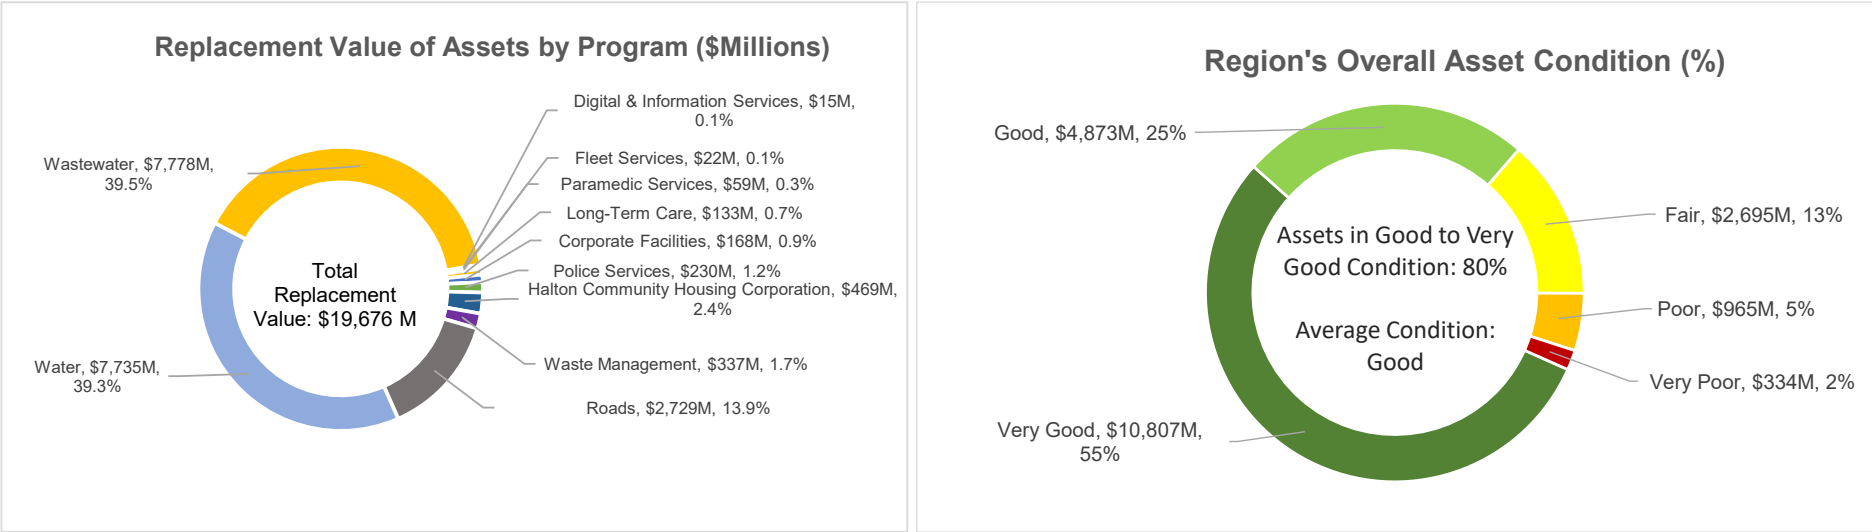 Replacement Value of Assets by Program ($Millions)
Digital & Information Services, $15M,
0.1%
Fleet Services, $22M, 0.1%
Wastewater, $7,778M,
39.5%
Paramedic Services, $59M, 0.3%
Long-Term Care, $133M, 0.7%
Corporate Facilities, $168M, 0.9%
Police Services, $230M, 1.2%
Halton Community Housing Corporation, $469M,
2.4%
Total
Replacement
Value: $19,676 M
Water, $7,735M,
39.3%
Waste Management, $337M, 1.7%
Roads, $2,729M, 13.9%
Region's Overall Asset Condition (%)
Good, $4,873M, 25%
Fair, $2,695M, 13%
Assets in Good to Very
Good Condition: 80%
Average Condition:
Good
Poor, $965M, 5%
Very Poor, $334M, 2%
Very Good, $10,807M,
55%